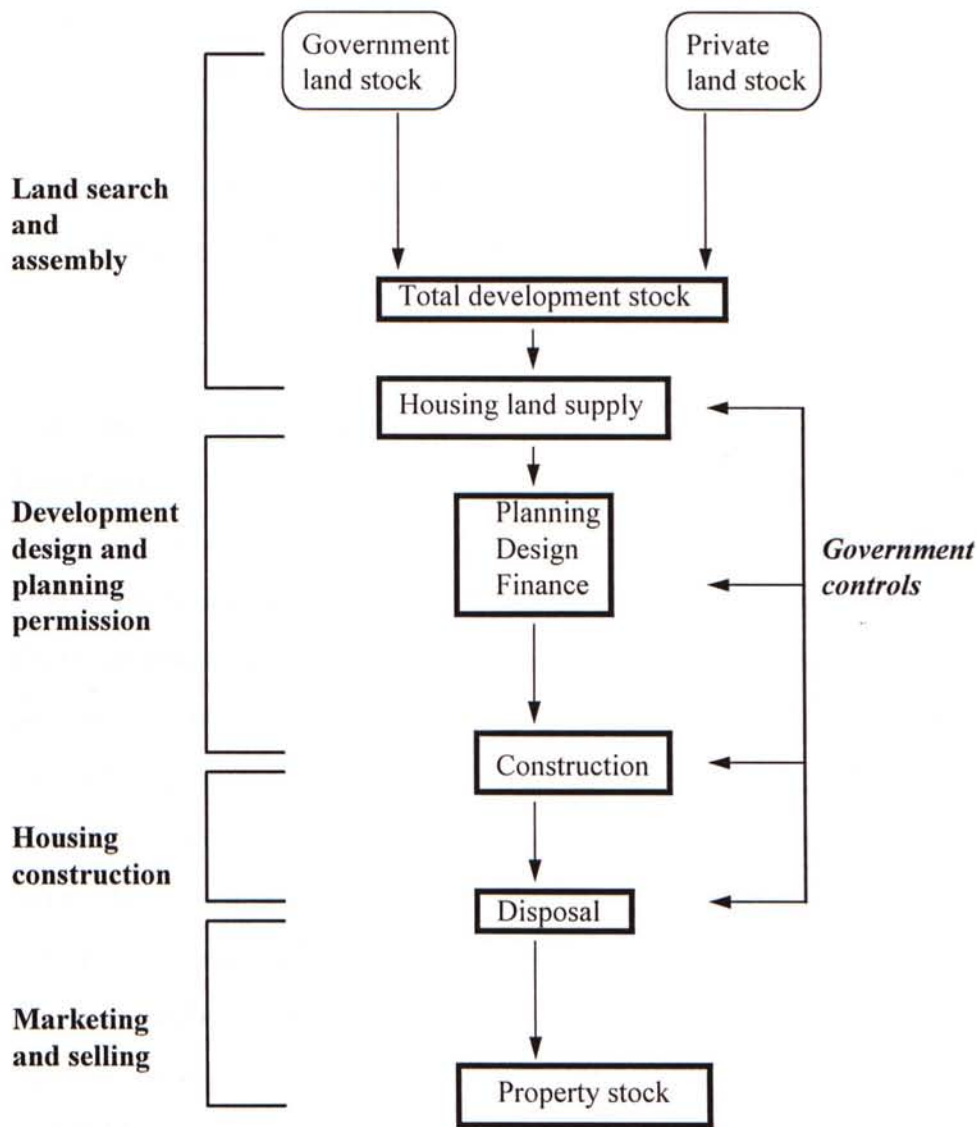 Government
land stock
Private
land stock
Land search
and
assembly
Total development stock
Housing land supply
Development
design and
planning
permission
Planning
Design
Finance
Government
controls
Construction
Housing
construction
Disposal
Marketing
and selling
Property stock